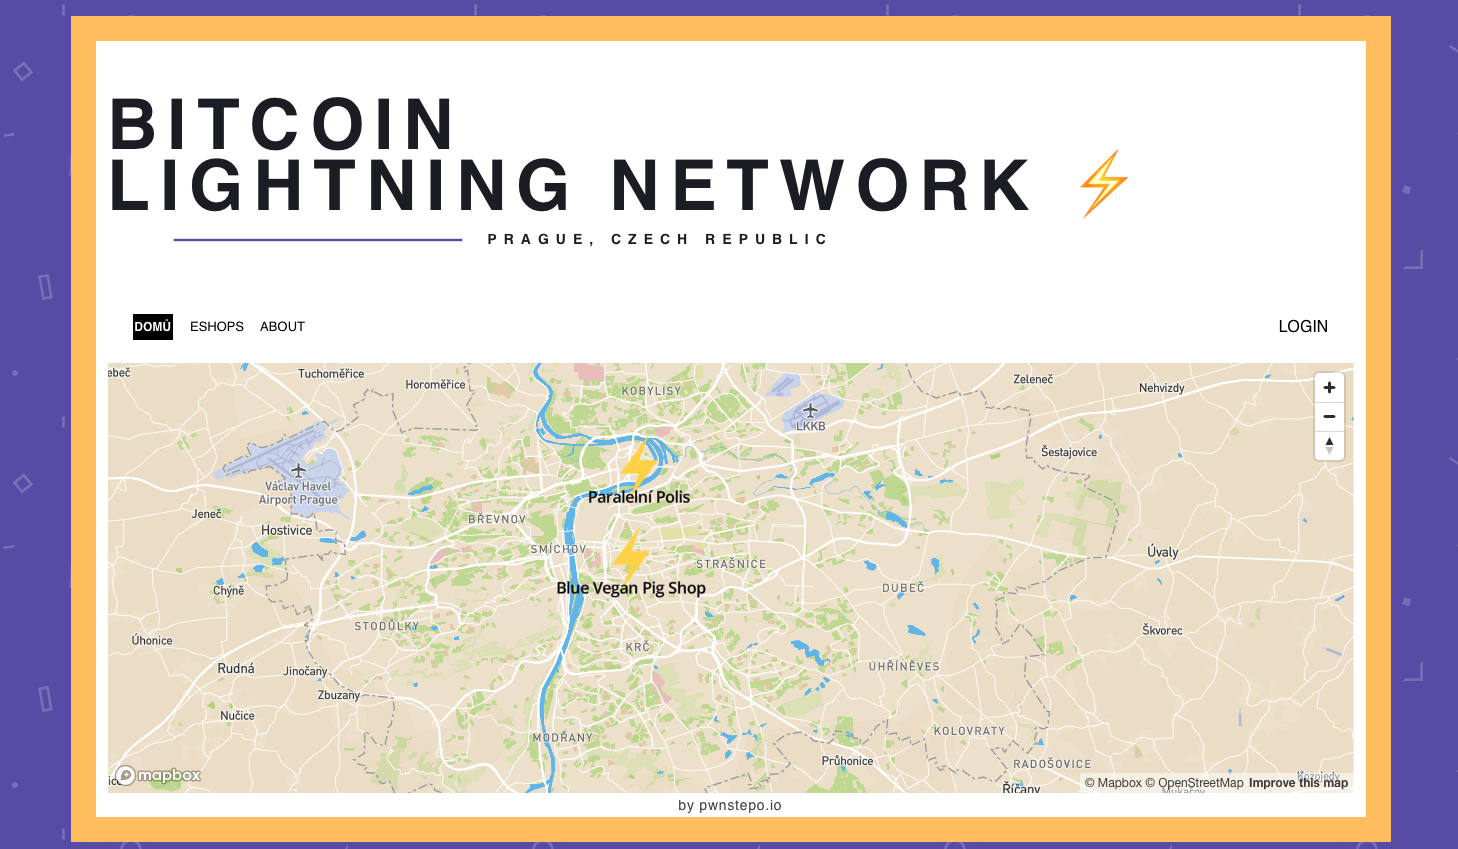 BITCOIN
LIGHTNING NETWORK
PRAGUE, CZECH REPUBLIC
DOMŮ ESHOPS ABOUT LOGIN
Tuchoměřice
Horoměřice
KOBYLISY
LKKB
Zeleneč
Nehvizdy
Šestajovice
Václav Havel
Airport Prague
Jeneč
Hostivice
Paralelní Polis
BŘEVNOV
SMÍCHOV
STRAŠNICE
Úvaly
Blue Vegan Pig Shop
DUBEČ
Chýně
STODŮLKY
Úhonice
KRČ
Škvorec
Rudná
Jinočany
UHŘÍNĚVES
Zbuzany
Nučice
MODŘANY
KOLOVRATY
Průhonice
RADOŠOVICE
Říčany
mapbox
© Mapbox © OpenStreetMap Improve this map
by pwnstepo.io